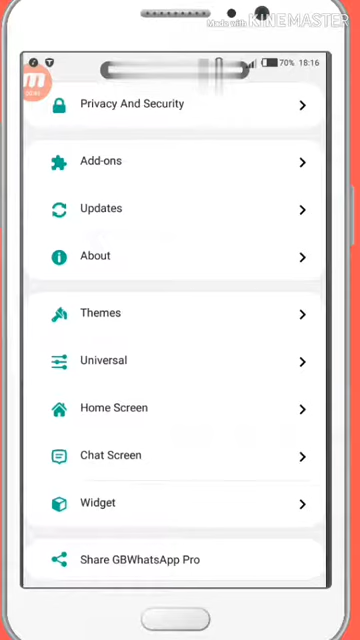 Made with KINEMASTER
70% 18:16
Privacy And Security
Add-ons
Updates
About
Themes
Universal
Home Screen
Chat Screen
Widget
Share GBWhatsApp Pro